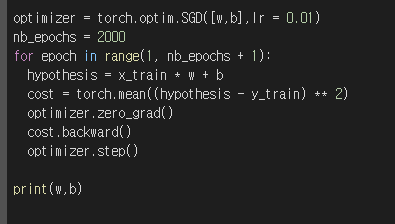 optimizer = torch.optim.SGD([w,b],lr = 0.01)
nb_epochs = 2000
for epoch in range(1, nb_epochs + 1):
  hypothesis = x_train * w + b
  cost = torch.mean((hypothesis - y_train) ** 2)
  optimizer.zero_grad()
  cost.backward()
  optimizer.step()

print(w,b)